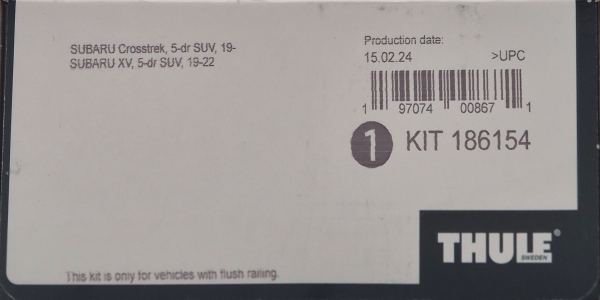 SUBARU Crosstrek, 5-dr SUV, 19-
SUBARU XV, 5-dr SUV, 19-22
Production date:
15.02.24 >UPC
1 97074 00867 1
1 KIT 186154
THULE
SWEDEN
This kit is only for vehicles with flush railing.